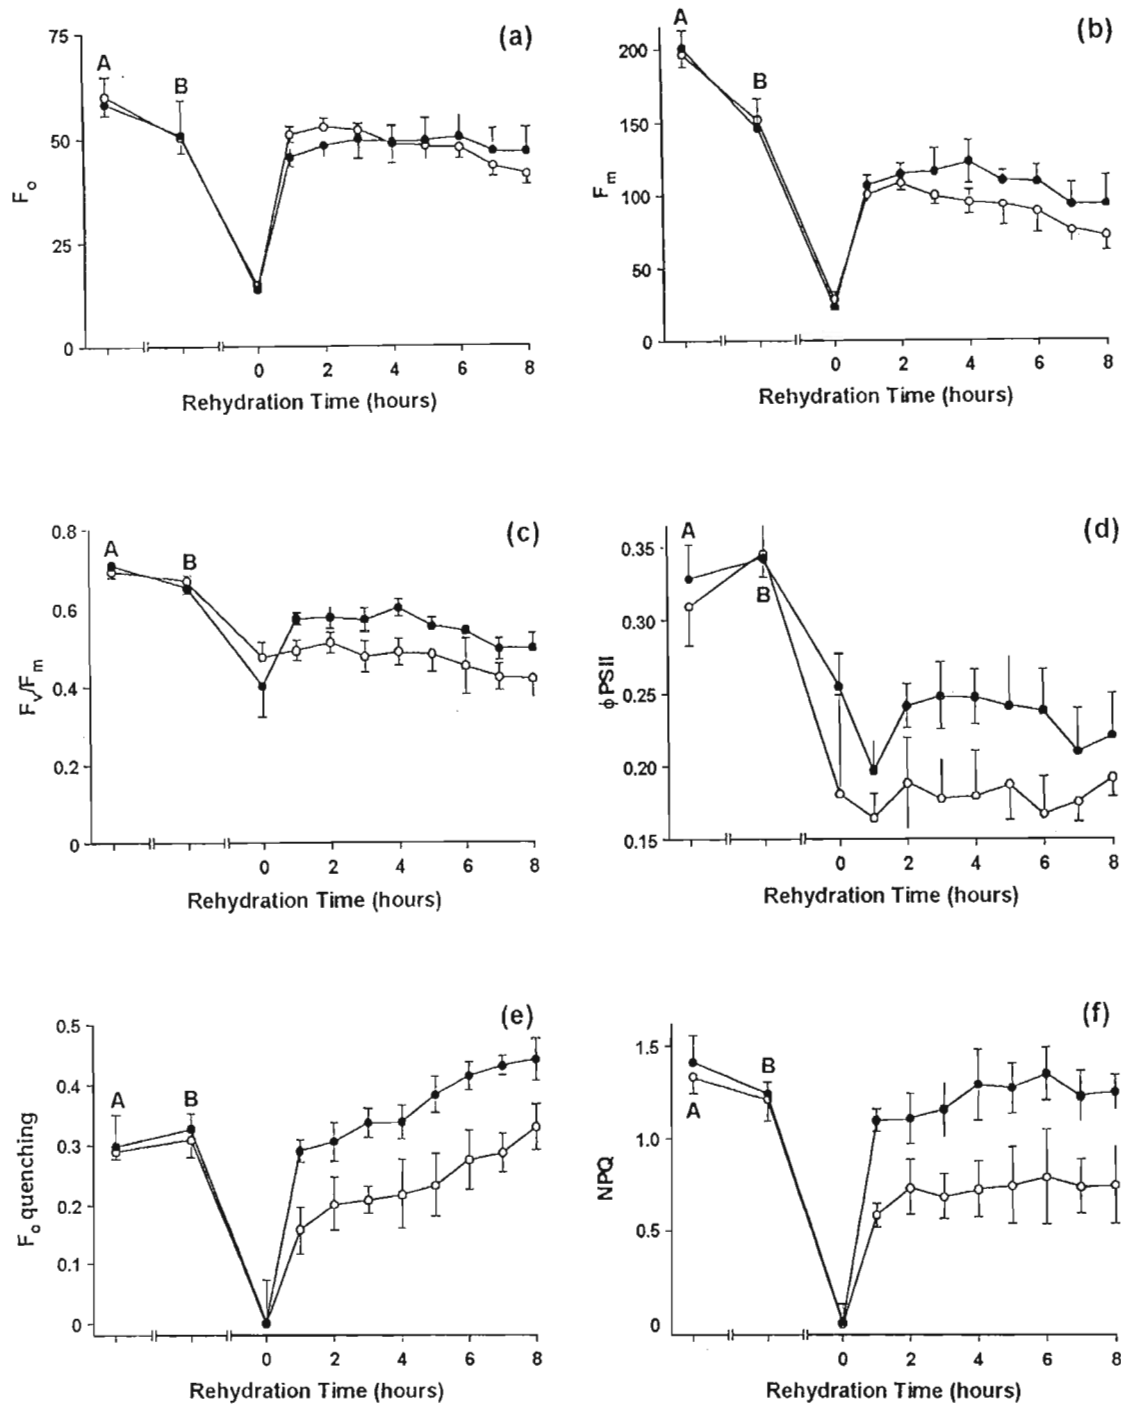 (a)
75
50
25
0
F₀
A
B
0 2 4 6 8
Rehydration Time (hours)
(b)
200
150
100
50
0
Fm
A
B
0 2 4 6 8
Rehydration Time (hours)
(c)
0.8
0.6
0.4
0.2
0
Fv/Fm
A
B
0 2 4 6 8
Rehydration Time (hours)
(d)
0.35
0.30
0.25
0.20
0.15
ϕ PSII
A
B
0 2 4 6 8
Rehydration Time (hours)
(e)
0.5
0.4
0.3
0.2
0.1
0
F₀ quenching
A
B
0 2 4 6 8
Rehydration Time (hours)
(f)
1.5
1.0
0.5
0
NPQ
A
B
0 2 4 6 8
Rehydration Time (hours)